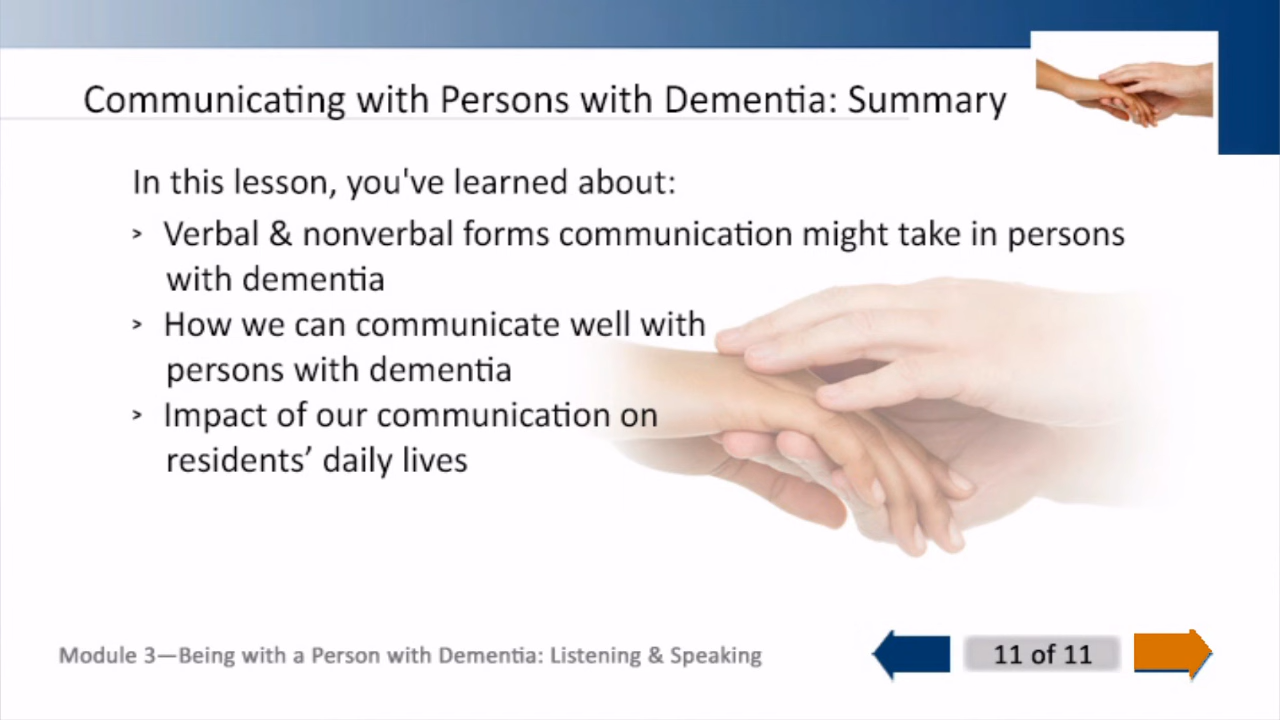 Communicating with Persons with Dementia: Summary
In this lesson, you've learned about:
> Verbal & nonverbal forms communication might take in persons
with dementia
> How we can communicate well with
persons with dementia
> Impact of our communication on
residents’ daily lives
Module 3—Being with a Person with Dementia: Listening & Speaking
11 of 11